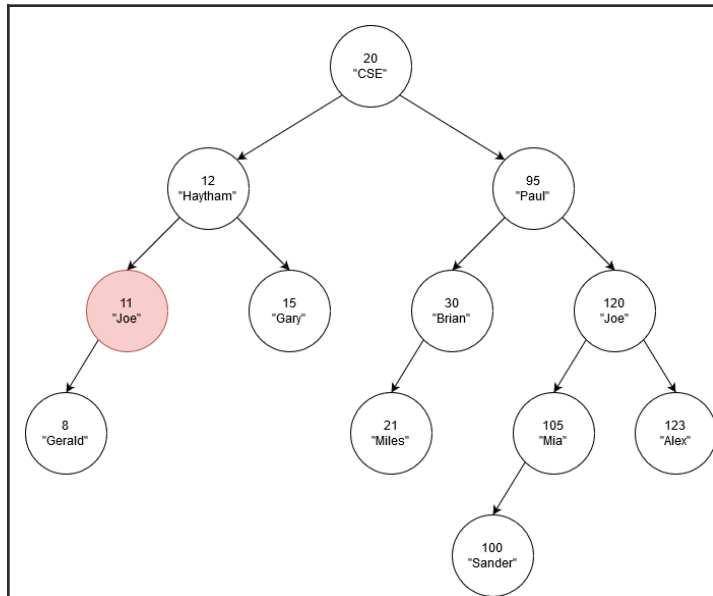 20
"CSE"
12
"Haytham"
95
"Paul"
11
"Joe"
15
"Gary"
30
"Brian"
120
"Joe"
8
"Gerald"
21
"Miles"
105
"Mia"
123
"Alex"
100
"Sander"